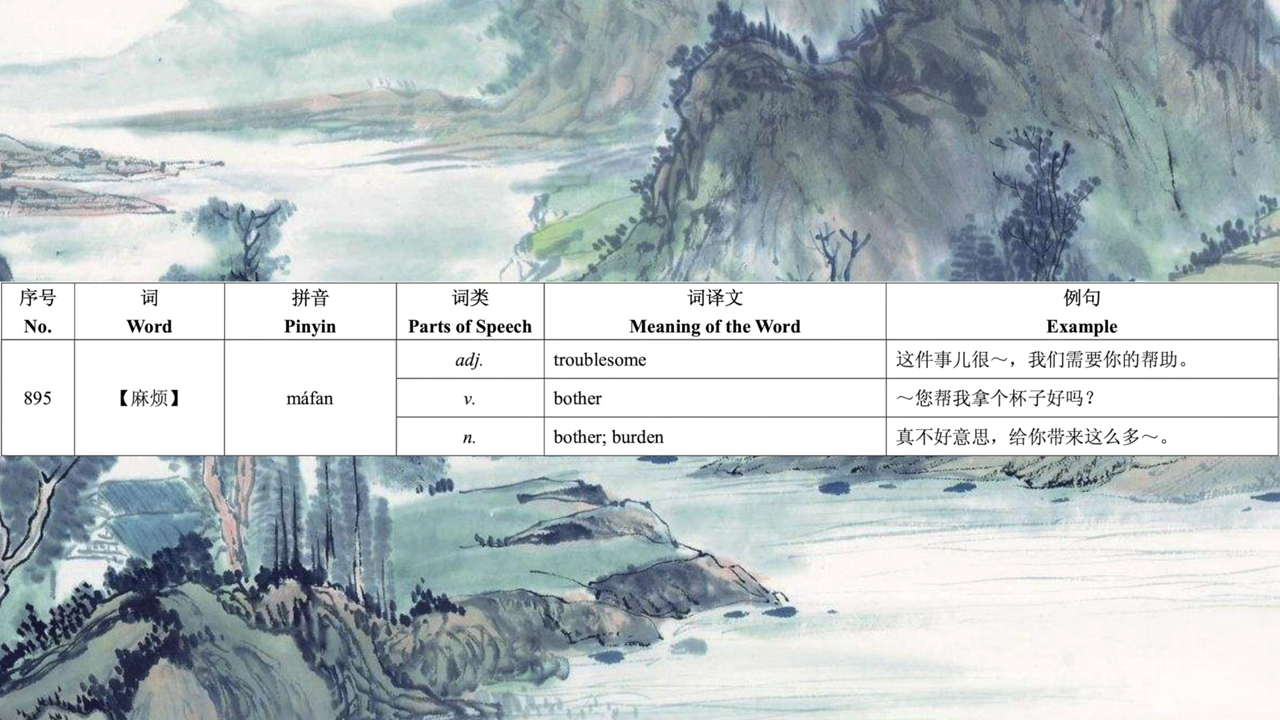 序号 词 拼音 词类 词译文 例句
No. Word Pinyin Parts of Speech Meaning of the Word Example
adj. troublesome 这件事儿很～，我们需要你的帮助。
895 【麻烦】 máfan v. bother ～您帮我拿个杯子好吗？
n. bother; burden 真不好意思，给你带来这么多～。